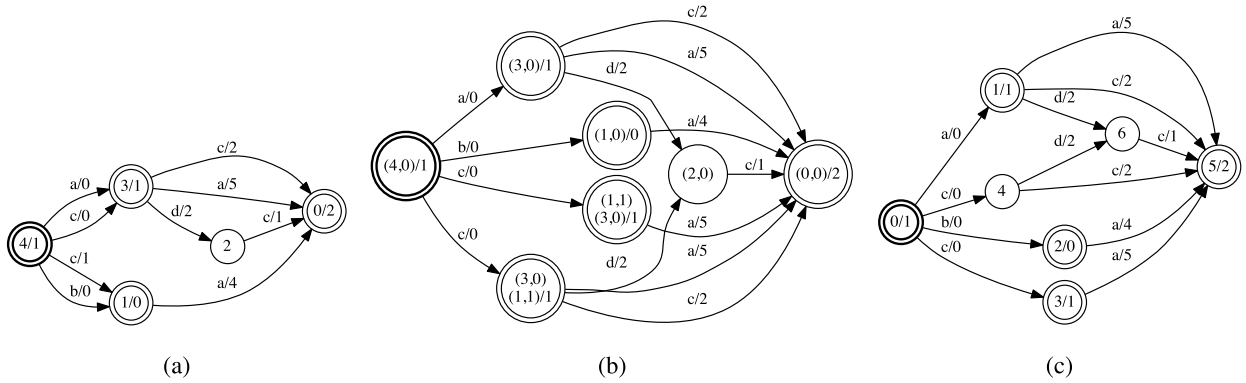 a/0
c/0
4/1
c/1
b/0
3/1
c/2
a/5
d/2
2
c/1
0/2
1/0
a/4
(a)
(4,0)/1
a/0
b/0
c/0
c/0
(3,0)/1
c/2
a/5
d/2
(1,0)/0
a/4
(2,0)
c/1
(0,0)/2
(1,1)
(3,0)/1
a/5
d/2
a/5
(3,0)
(1,1)/1
c/2
(b)
0/1
a/0
c/0
b/0
c/0
1/1
a/5
c/2
d/2
6
c/1
d/2
4
c/2
5/2
2/0
a/4
3/1
a/5
(c)